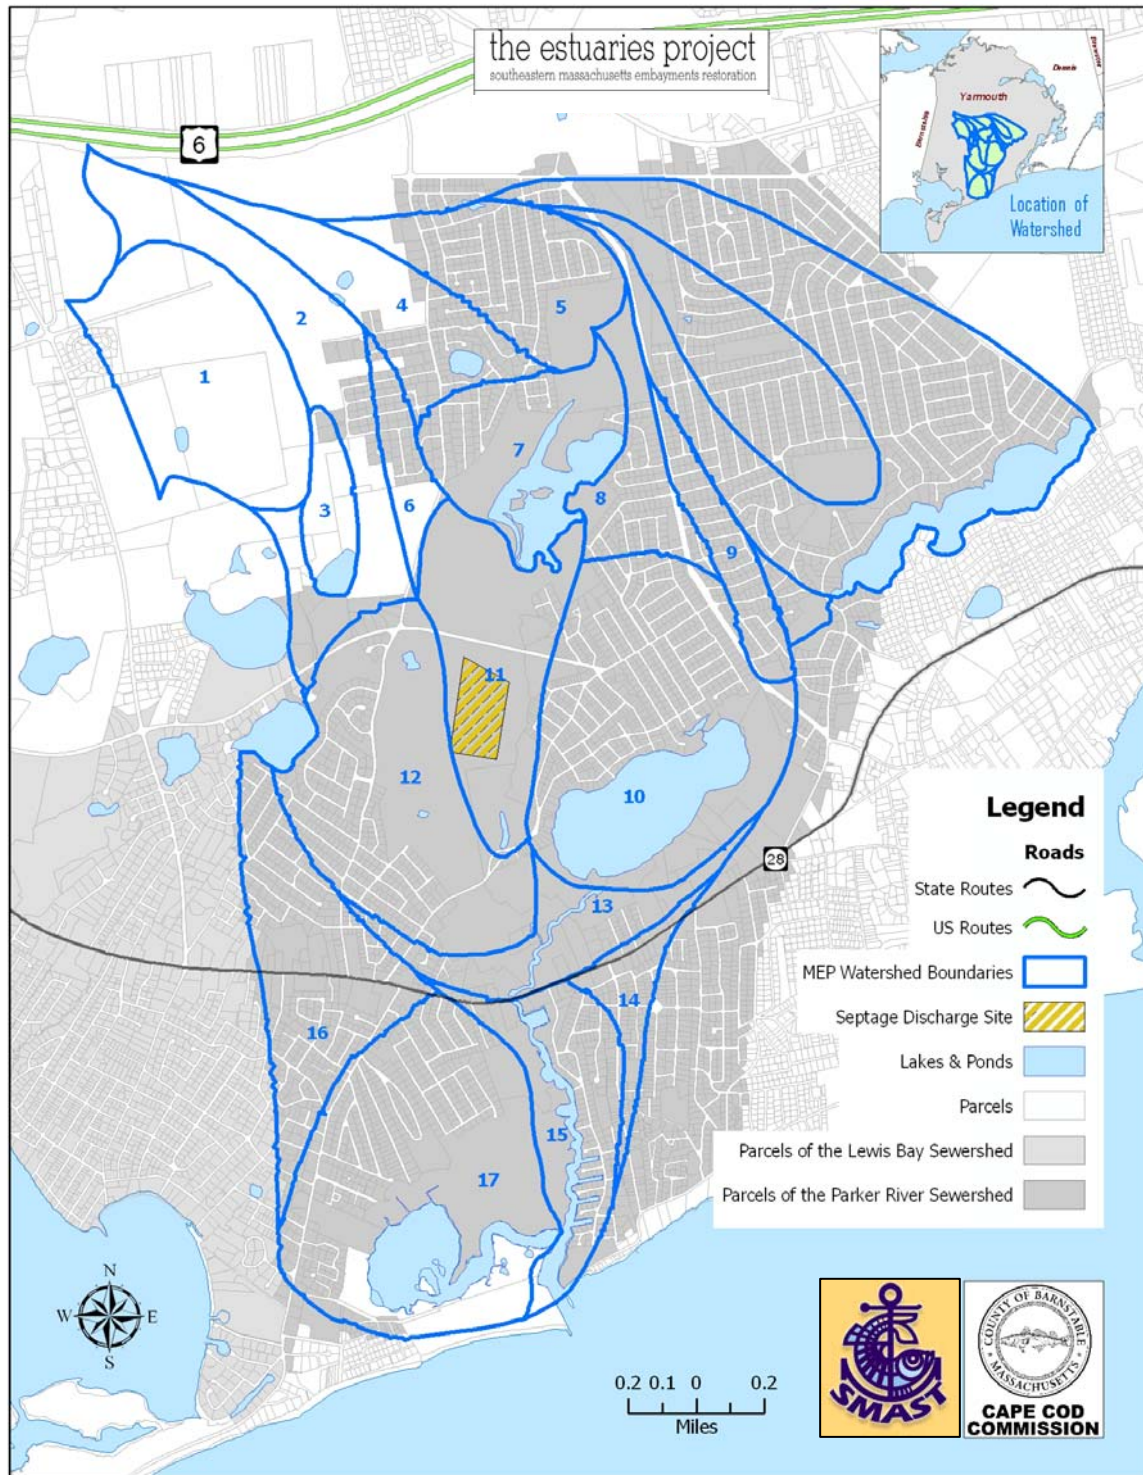 the estuaries project
southeastern massachusetts embayments restoration
6
Dennis
Yarmouth
Barnstable
Location of
Watershed
1
2
3
4
5
6
7
8
9
10
11
12
13
14
15
16
17
28
Legend
Roads
State Routes
US Routes
MEP Watershed Boundaries
Septage Discharge Site
Lakes & Ponds
Parcels
Parcels of the Lewis Bay Sewershed
Parcels of the Parker River Sewershed
N
W E
S
0.2 0.1 0 0.2
Miles
SMAST
COUNTY OF BARNSTABLE
MASSACHUSETTS
CAPE COD
COMMISSION